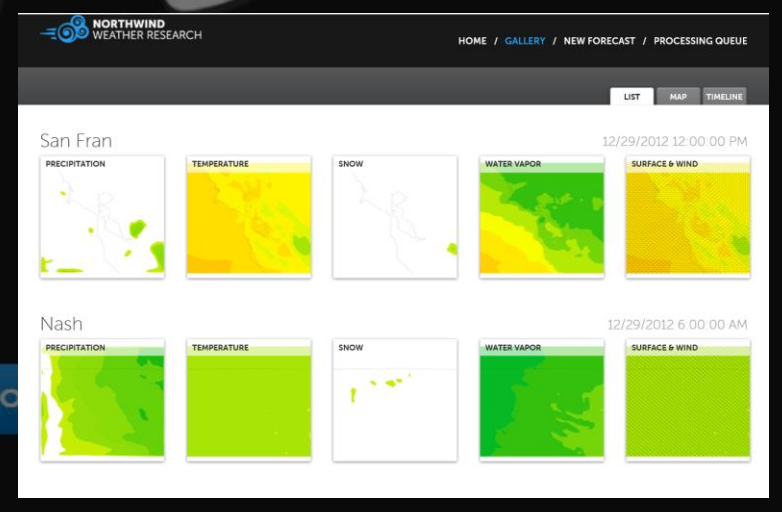 NORTHWIND
WEATHER RESEARCH
HOME / GALLERY / NEW FORECAST / PROCESSING QUEUE
LIST MAP TIMELINE
San Fran 12/29/2012 12:00:00 PM
PRECIPITATION TEMPERATURE SNOW WATER VAPOR SURFACE & WIND
Nash 12/29/2012 6:00:00 AM
PRECIPITATION TEMPERATURE SNOW WATER VAPOR SURFACE & WIND